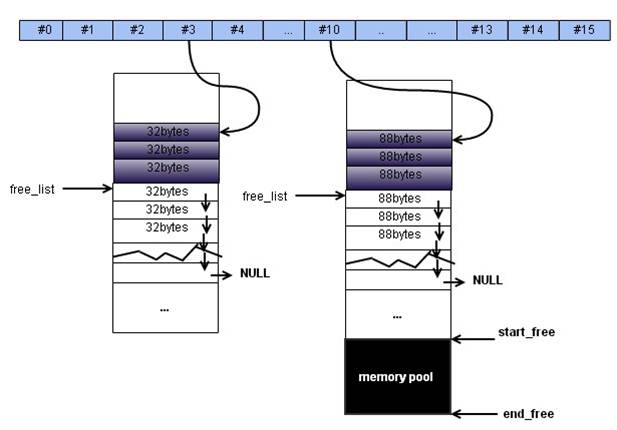 #0 #1 #2 #3 #4 ... #10 .. ... #13 #14 #15
32bytes
32bytes
32bytes
free_list
32bytes
32bytes
32bytes
NULL
...
88bytes
88bytes
88bytes
free_list
88bytes
88bytes
88bytes
NULL
...
start_free
memory pool
end_free